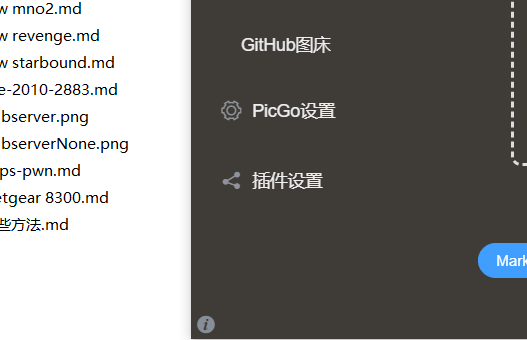 w mno2.md
w revenge.md
w starbound.md
e-2010-2883.md
bserver.png
bserverNone.png
ps-pwn.md
etgear 8300.md
些方法.md
GitHub图床
PicGo设置
插件设置
Mark